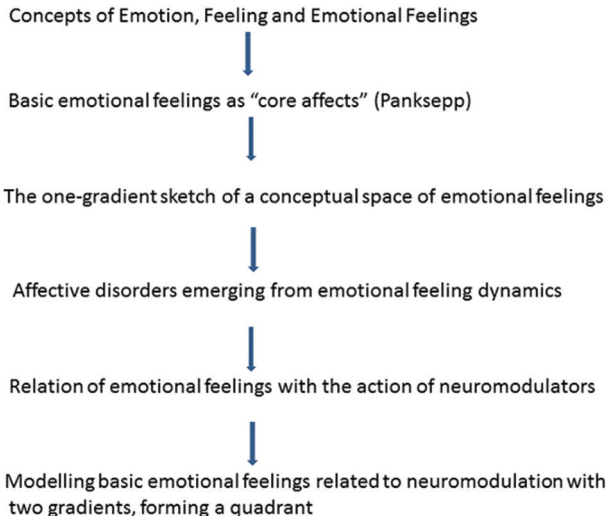 Concepts of Emotion, Feeling and Emotional Feelings
Basic emotional feelings as “core affects” (Panksepp)
The one-gradient sketch of a conceptual space of emotional feelings
Affective disorders emerging from emotional feeling dynamics
Relation of emotional feelings with the action of neuromodulators
Modelling basic emotional feelings related to neuromodulation with
two gradients, forming a quadrant